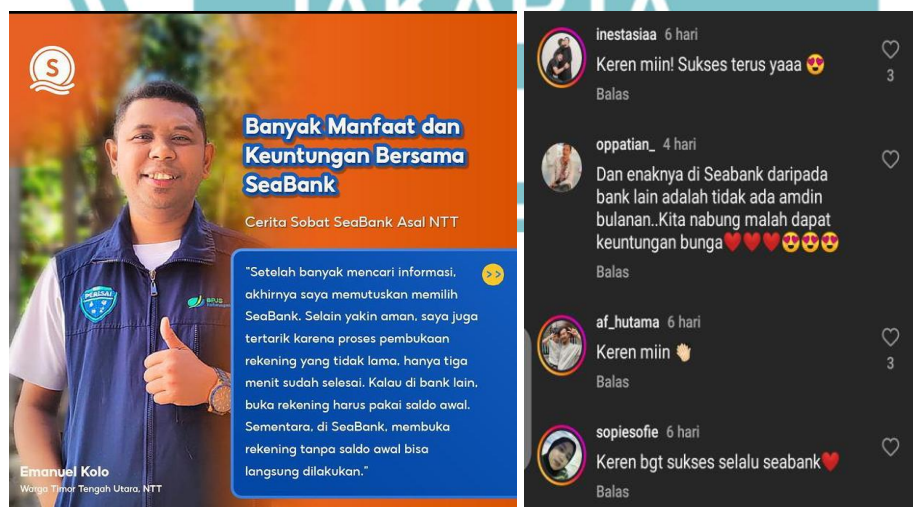 JAKARTA
S
Banyak Manfaat dan
Keuntungan Bersama
SeaBank
Cerita Sobat SeaBank Asal NTT
"Setelah banyak mencari informasi,
akhirnya saya memutuskan memilih
SeaBank. Selain yakin aman, saya juga
tertarik karena proses pembukaan
rekening yang tidak lama, hanya tiga
menit sudah selesai. Kalau di bank lain,
buka rekening harus pakai saldo awal.
Sementara, di SeaBank, membuka
rekening tanpa saldo awal bisa
langsung dilakukan."
>>
PERISAI
BPJS
Emanuel Kolo
Warga Timor Tengah Utara, NTT
inestasiaa 6 hari
Keren miin! Sukses terus yaaa 😍
3
Balas
oppatian_ 4 hari
Dan enaknya di Seabank daripada
bank lain adalah tidak ada amdin
bulanan..Kita nabung malah dapat
keuntungan bunga❤️❤️❤️😍😍😍
Balas
af_hutama 6 hari
Keren miin 👏🏻
3
Balas
sopiesofie 6 hari
Keren bgt sukses selalu seabank❤️
Balas